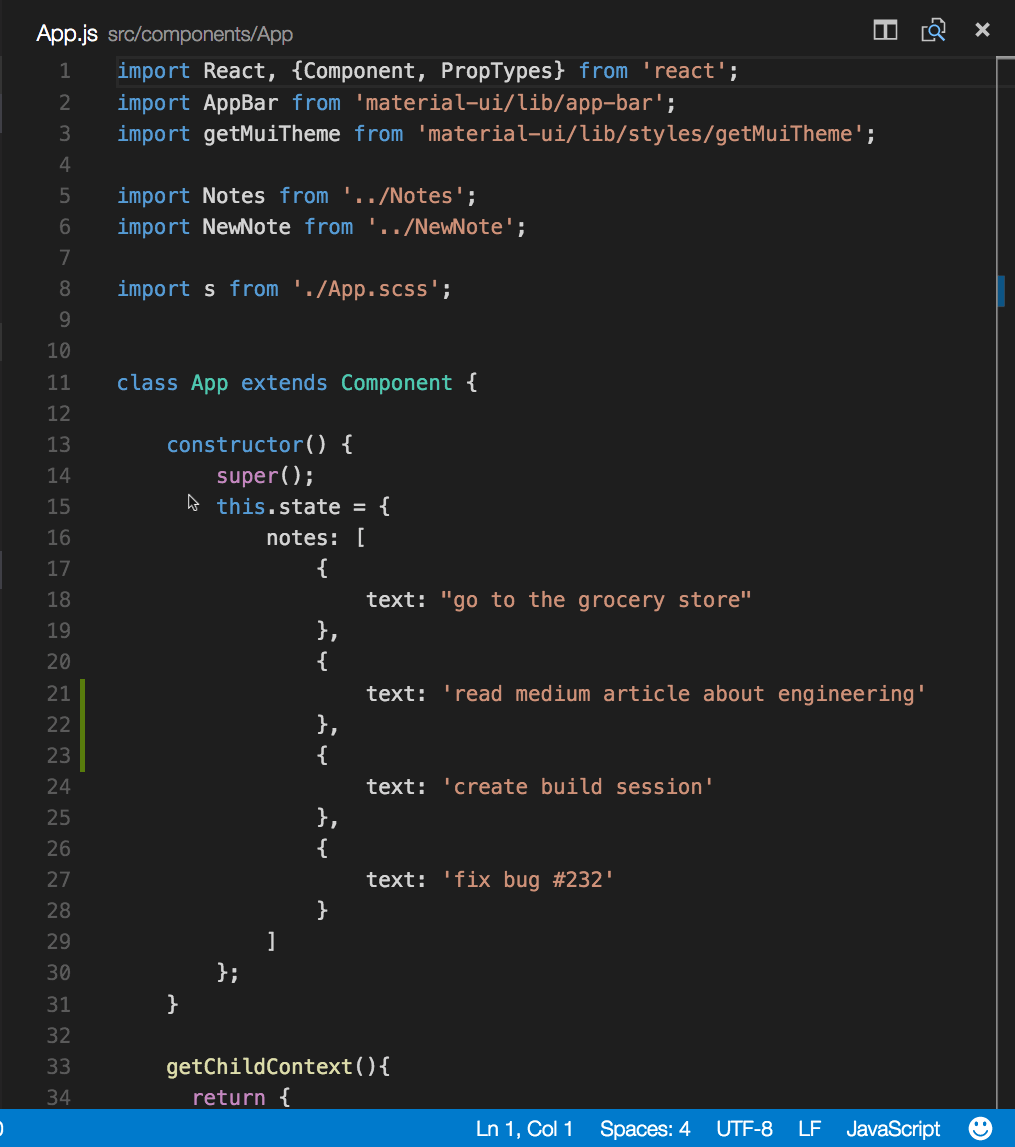 App.js src/components/App
1 import React, {Component, PropTypes} from 'react';
2 import AppBar from 'material-ui/lib/app-bar';
3 import getMuiTheme from 'material-ui/lib/styles/getMuiTheme';
4
5 import Notes from '../Notes';
6 import NewNote from '../NewNote';
7
8 import s from './App.scss';
9
10
11 class App extends Component {
12
13     constructor() {
14         super();
15         this.state = {
16             notes: [
17                 {
18                     text: "go to the grocery store"
19                 },
20                 {
21                     text: 'read medium article about engineering'
22                 },
23                 {
24                     text: 'create build session'
25                 },
26                 {
27                     text: 'fix bug #232'
28                 }
29             ]
30         };
31     }
32
33     getChildContext(){
34       return {
Ln 1, Col 1 Spaces: 4 UTF-8 LF JavaScript